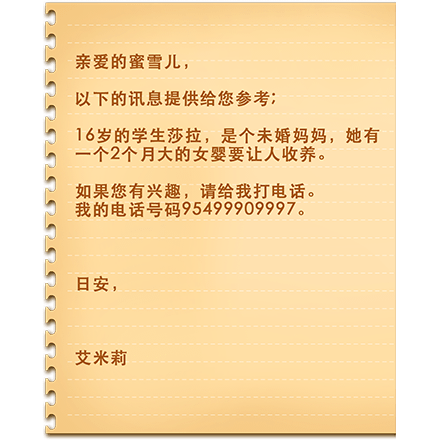 亲爱的蜜雪儿，
以下的讯息提供给您参考；
16岁的学生莎拉，是个未婚妈妈，她有
一个2个月大的女婴要让人收养。
如果您有兴趣，请给我打电话。
我的电话号码95499909997。
日安，
艾米莉